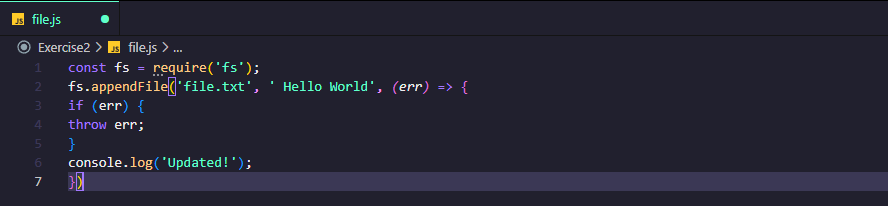 JS file.js
Exercise2 > JS file.js > ...
1 const fs = require('fs');
2 fs.appendFile('file.txt', ' Hello World', (err) => {
3 if (err) {
4 throw err;
5 }
6 console.log('Updated!');
7 })